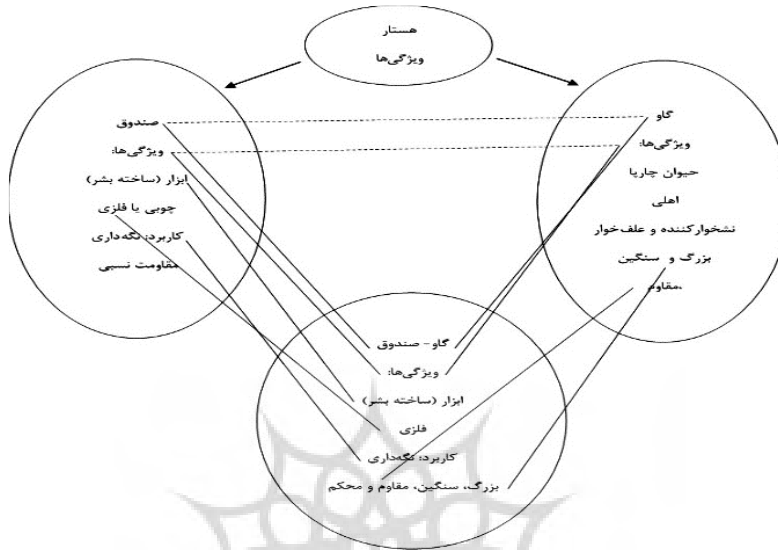 هستار
ویژگی‌ها
گاو
ویژگی‌ها:
حیوان چارپا
اهلی
نشخوارکننده و علف‌خوار
بزرگ و سنگین
مقاوم،
صندوق
ویژگی‌ها:
ابزار (ساخته بشر)
چوبی یا فلزی
کاربرد: نگه‌داری
مقاومت نسبی
گاو- صندوق
ویژگی‌ها:
ابزار (ساخته بشر)
فلزی
کاربرد: نگه‌داری
بزرگ، سنگین، مقاوم و محکم